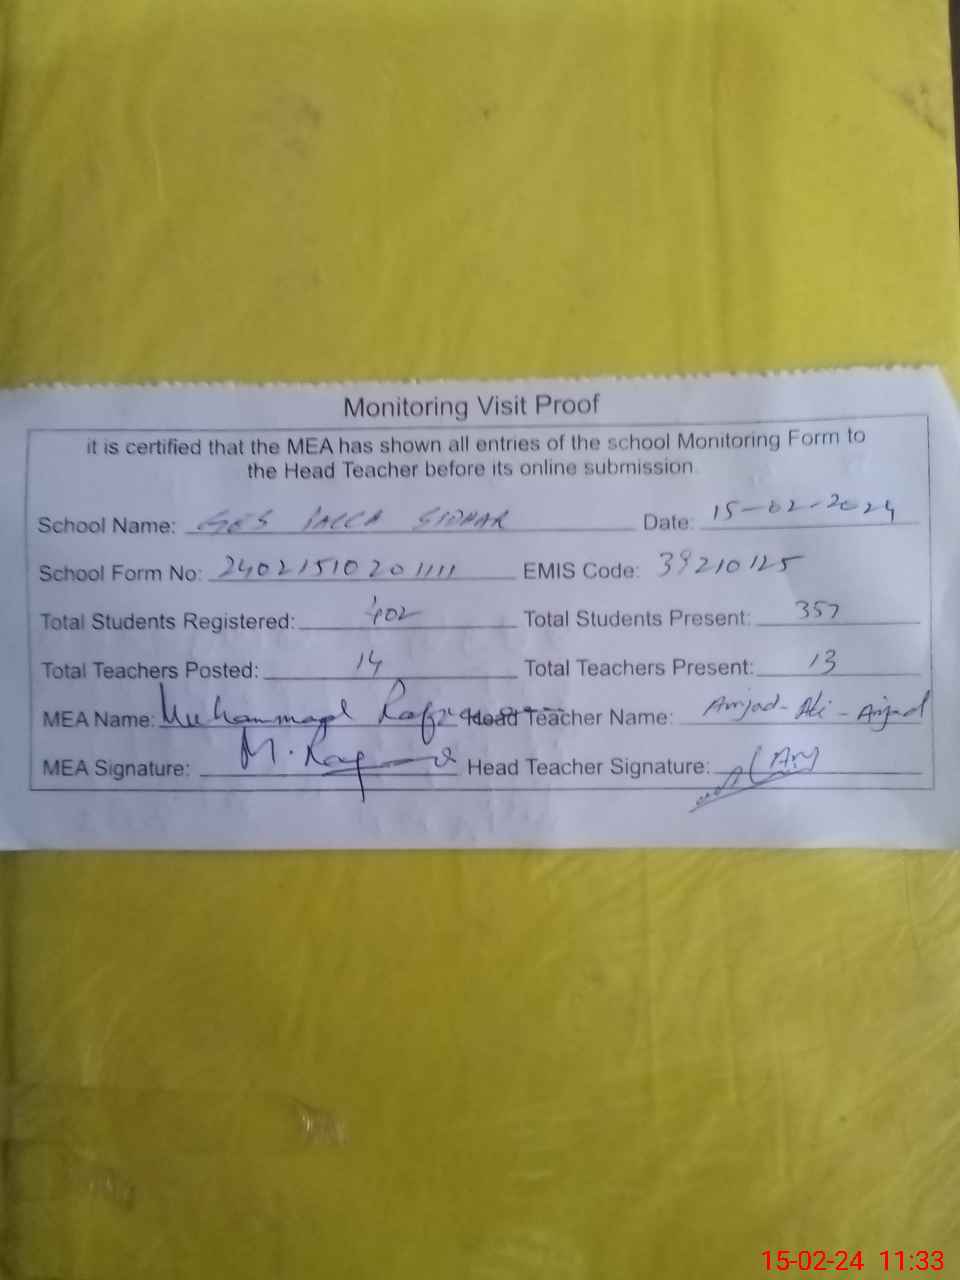 Monitoring Visit Proof
it is certified that the MEA has shown all entries of the school Monitoring Form to
the Head Teacher before its online submission.
School Name: GES PACCA SIDHAR Date: 15-02-2024
School Form No: 24021510201111 EMIS Code: 39210125
Total Students Registered: 402 Total Students Present: 357
Total Teachers Posted: 14 Total Teachers Present: 13
MEA Name: Muhammad Head Teacher Name: Amjad-Ali-Amjad
MEA Signature: Head Teacher Signature:
15-02-24 11:33